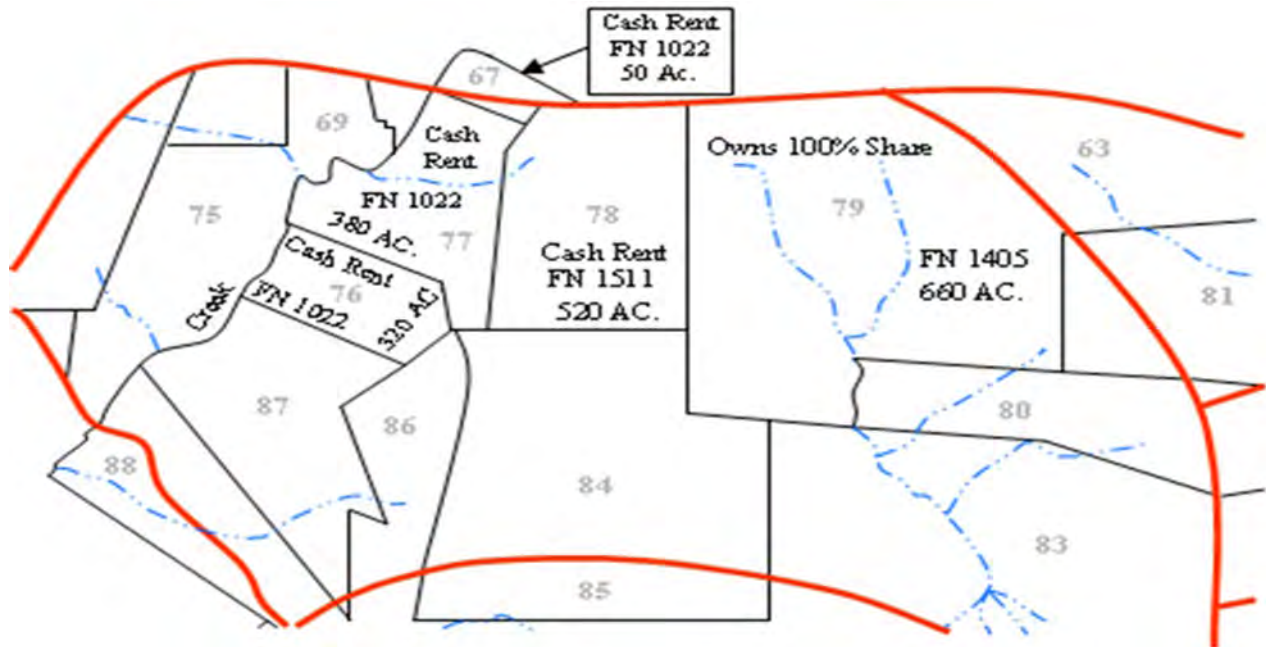 Cash Rent
FN 1022
50 Ac.
67
69
Cash
Rent
FN 1022
380 AC.
77
75
Cash Rent
76
FN 1022
320 AC
Creek
78
Cash Rent
FN 1511
520 AC.
Owns 100% Share
79
FN 1405
660 AC.
63
81
80
87
86
88
84
85
83